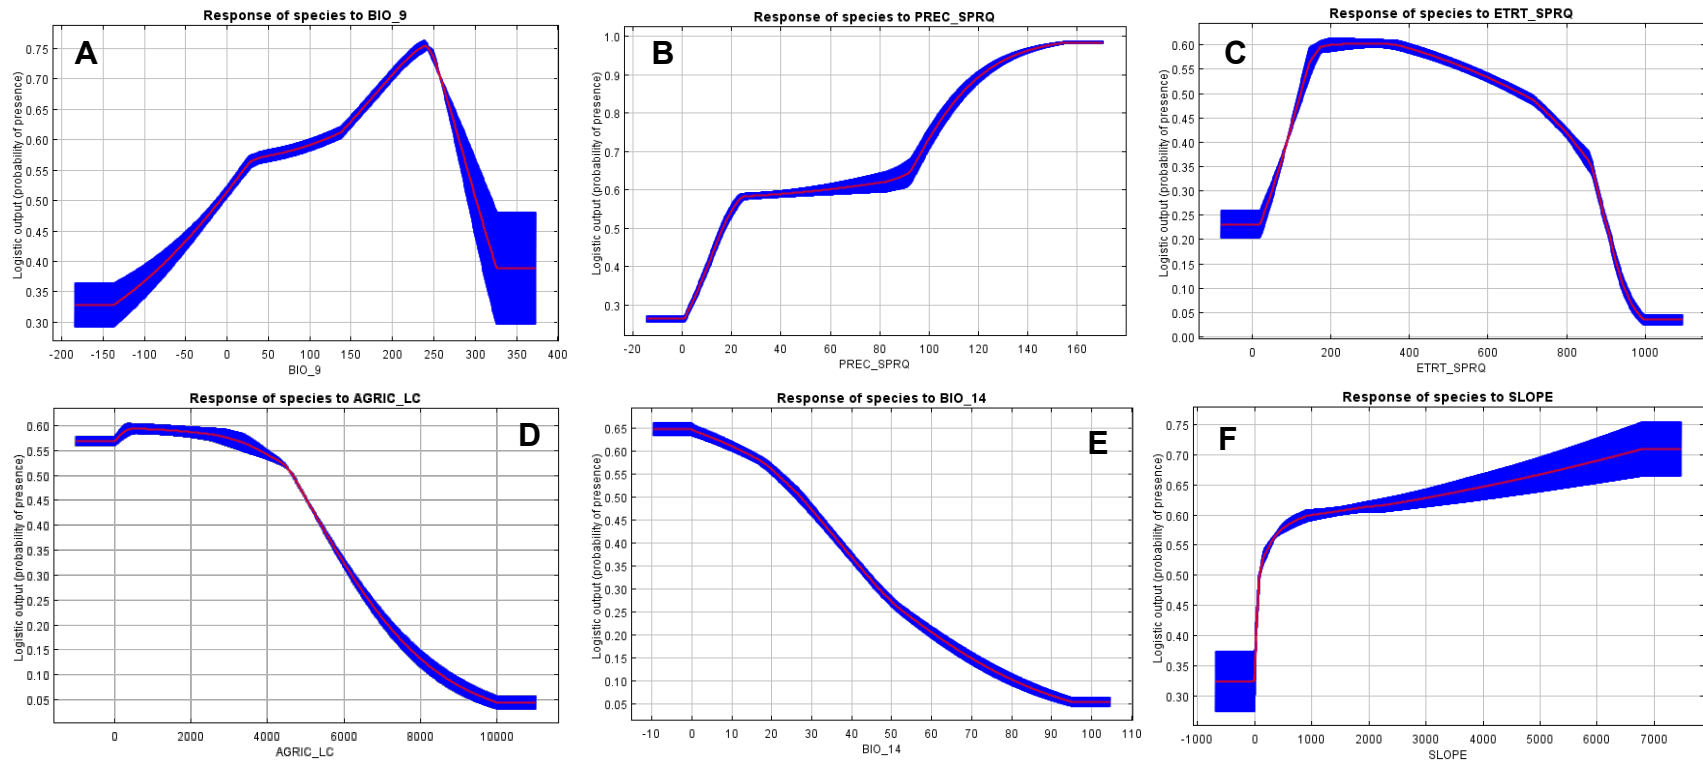 Response of species to BIO_9
A
Logistic output (probability of presence)
0.75
0.70
0.65
0.60
0.55
0.50
0.45
0.40
0.35
0.30
-200 -150 -100 -50 0 50 100 150 200 250 300 350 400
BIO_9
Response of species to PREC_SPRQ
B
Logistic output (probability of presence)
1.0
0.9
0.8
0.7
0.6
0.5
0.4
0.3
-20 0 20 40 60 80 100 120 140 160
PREC_SPRQ
Response of species to ETRT_SPRQ
C
Logistic output (probability of presence)
0.60
0.55
0.50
0.45
0.40
0.35
0.30
0.25
0.20
0.15
0.10
0.05
0.00
0 200 400 600 800 1000
ETRT_SPRQ
Response of species to AGRIC_LC
D
Logistic output (probability of presence)
0.60
0.55
0.50
0.45
0.40
0.35
0.30
0.25
0.20
0.15
0.10
0.05
0 2000 4000 6000 8000 10000
AGRIC_LC
Response of species to BIO_14
E
Logistic output (probability of presence)
0.65
0.60
0.55
0.50
0.45
0.40
0.35
0.30
0.25
0.20
0.15
0.10
0.05
-10 0 10 20 30 40 50 60 70 80 90 100 110
BIO_14
Response of species to SLOPE
F
Logistic output (probability of presence)
0.75
0.70
0.65
0.60
0.55
0.50
0.45
0.40
0.35
0.30
-1000 0 1000 2000 3000 4000 5000 6000 7000
SLOPE